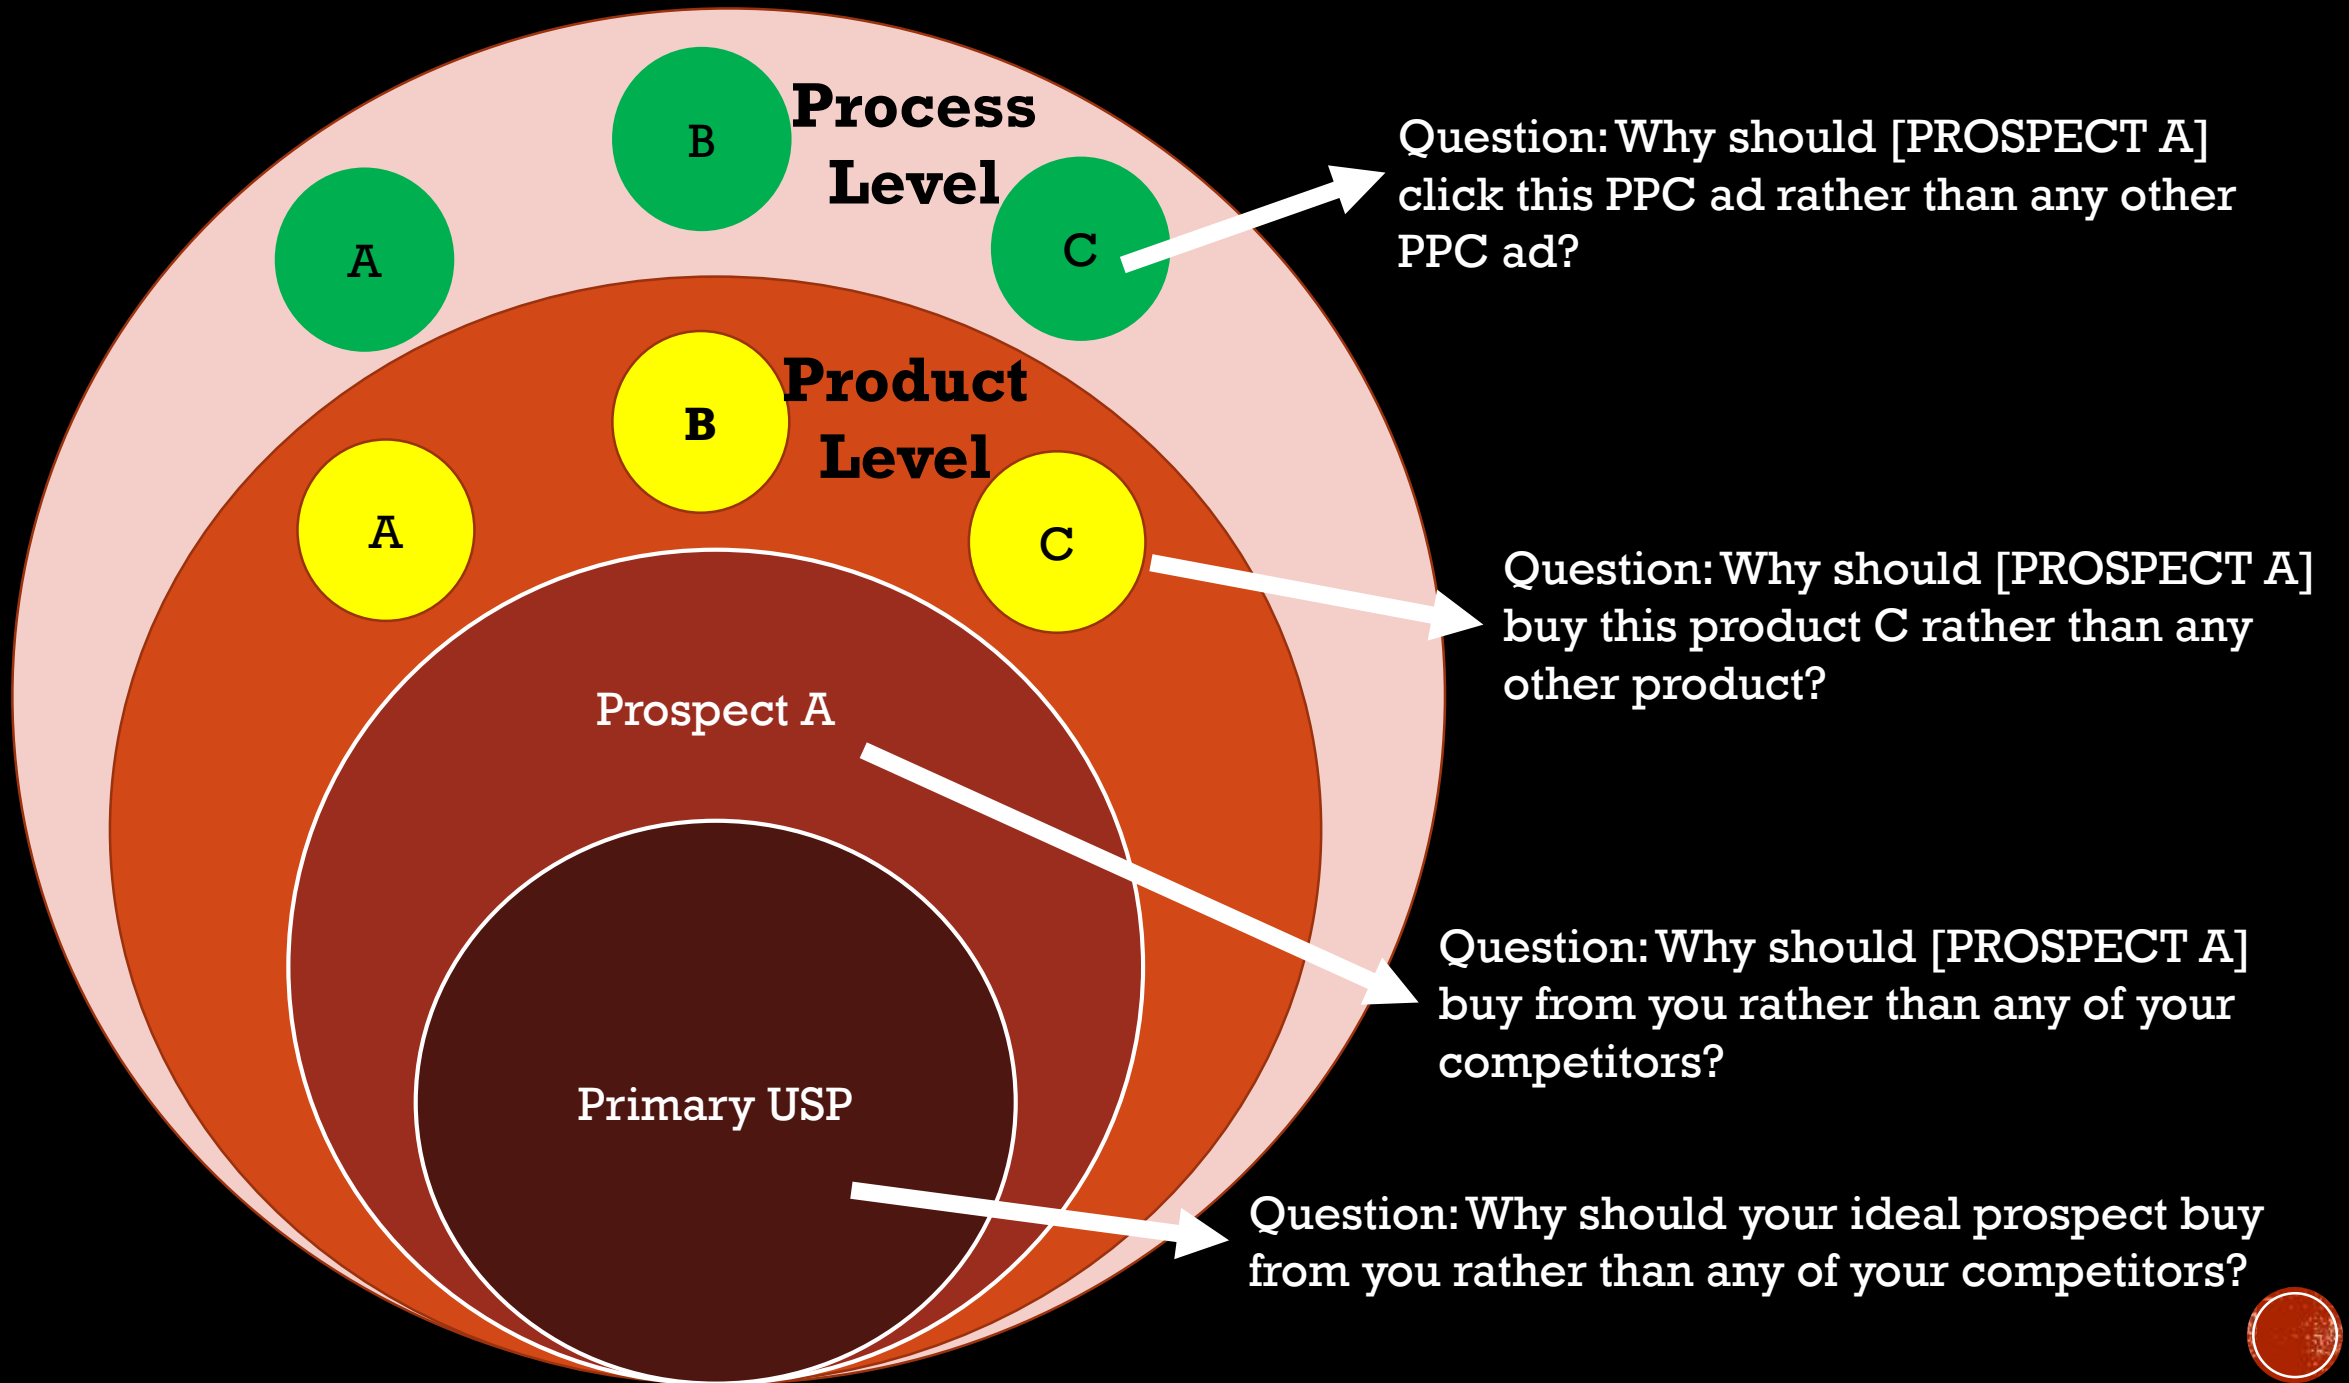 B
Process
Level
A
C
Question: Why should [PROSPECT A]
click this PPC ad rather than any other
PPC ad?
B
Product
Level
A
C
Question: Why should [PROSPECT A]
buy this product C rather than any
other product?
Prospect A
Question: Why should [PROSPECT A]
buy from you rather than any of your
competitors?
Primary USP
Question: Why should your ideal prospect buy
from you rather than any of your competitors?